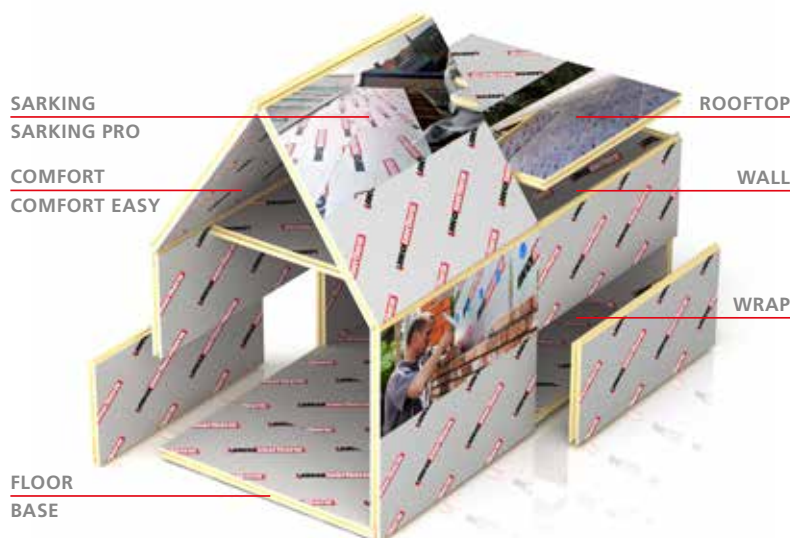 SARKING
SARKING PRO
ROOFTOP
COMFORT
COMFORT EASY
WALL
WRAP
FLOOR
BASE